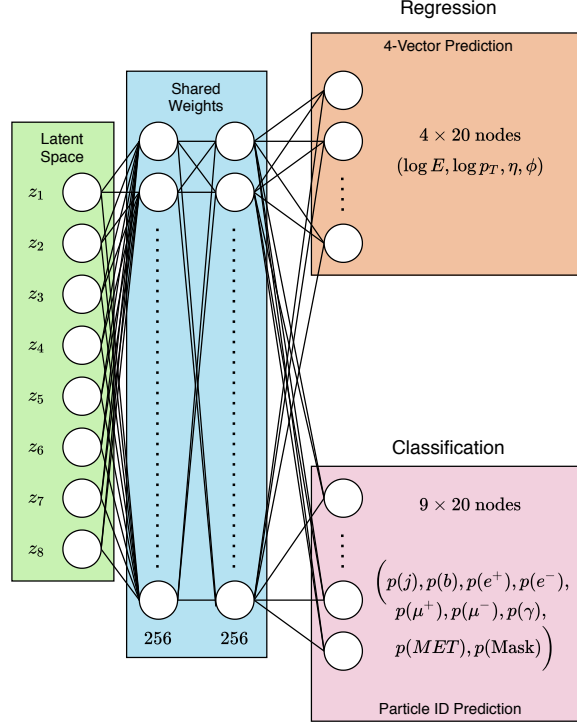 Regression
4-Vector Prediction
4 × 20 nodes
(log E, log p_T, η, ϕ)
Shared
Weights
Latent
Space
z_1
z_2
z_3
z_4
z_5
z_6
z_7
z_8
256 256
Classification
9 × 20 nodes
(p(j), p(b), p(e^+), p(e^−),
p(μ^+), p(μ^−), p(γ),
p(MET), p(Mask))
Particle ID Prediction